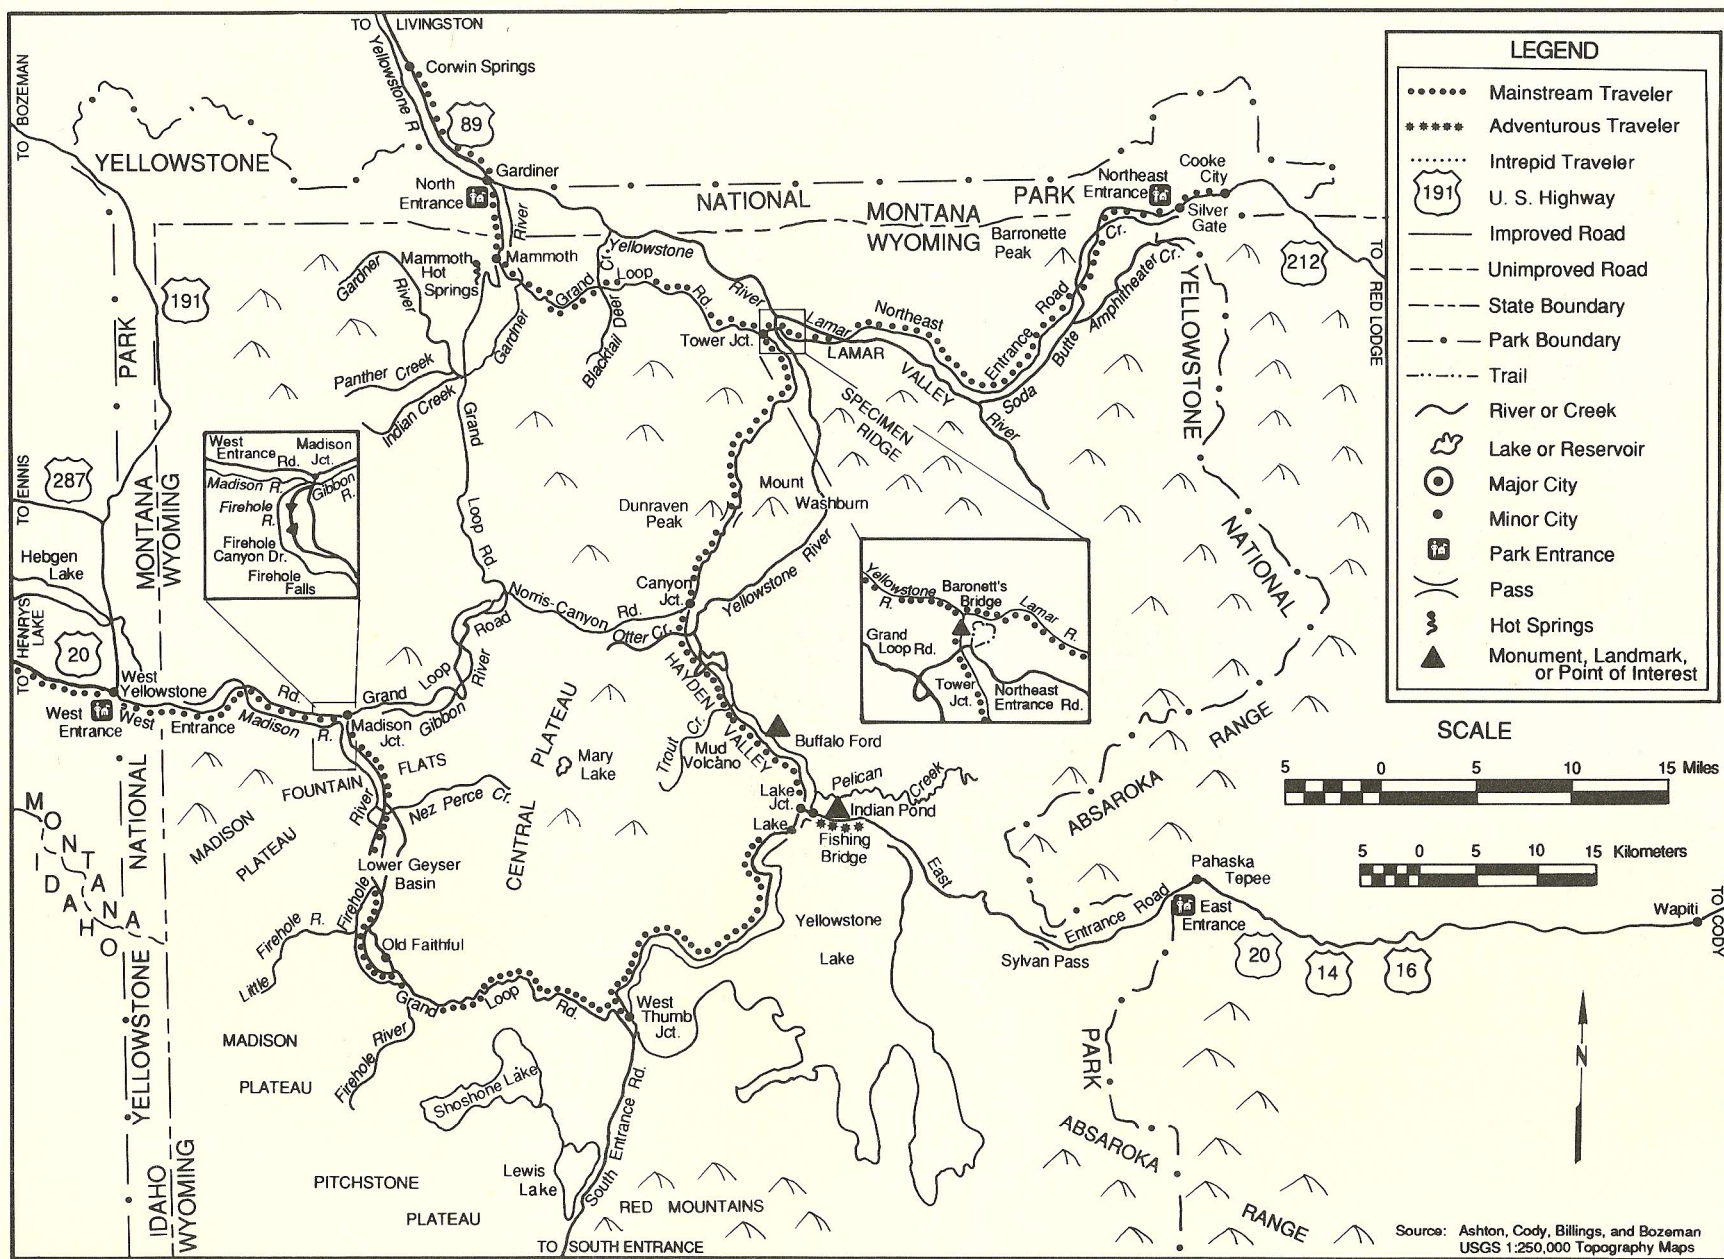 TO LIVINGSTON
TO BOZEMAN
Yellowstone R
Corwin Springs
89
YELLOWSTONE
Gardiner
North
Entrance
NATIONAL
PARK
MONTANA
WYOMING
Northeast
Entrance
Cooke
City
Silver
Gate
Barronette
Peak
212
TO RED LODGE
191
PARK
River
Mammoth
Hot
Springs
Mammoth
Gardner
River
Gardner
Panther Creek
Indian Creek
Grand
Loop
Rd.
Blacktail Deer
Cr.
Yellowstone
River
Tower Jct.
Lamar
LAMAR
VALLEY
River
Northeast
Entrance Road
Soda
Butte
Cr.
Amphitheater Cr.
SPECIMEN
RIDGE
YELLOWSTONE
NATIONAL
PARK
Grand
Loop
Rd.
West
Entrance
Rd.
Madison
Jct.
Madison R.
Gibbon
R.
Firehole
R.
Firehole
Canyon Dr.
Firehole
Falls
287
TO ENNIS
Hebgen
Lake
MONTANA
WYOMING
TO HENRYS
LAKE
20
West
Yellowstone
West
Entrance
West
Entrance
Rd.
Madison
R.
Madison
Jct.
Grand
Loop
Road
Gibbon
River
Norris-Canyon
Rd.
Canyon
Jct.
Otter Cr.
Dunraven
Peak
Mount
Washburn
Yellowstone River
Yellowstone
R.
Baronett's
Bridge
Lamar
R.
Grand
Loop Rd.
Tower
Jct.
Northeast
Entrance Rd.
HAYDEN
VALLEY
Trout
Cr.
Mud
Volcano
Buffalo Ford
Pelican
Creek
Indian Pond
Lake
Jct.
Lake
Fishing
Bridge
East
Entrance Road
Sylvan Pass
Pahaska
Tepee
East
Entrance
20
14
16
Wapiti
TO CODY
CENTRAL
PLATEAU
Mary
Lake
FOUNTAIN
FLATS
River
Nez Perce Cr.
MADISON
PLATEAU
Lower Geyser
Basin
Firehole
Little
Firehole
R.
Old Faithful
Grand
Loop
Rd.
Firehole
River
West
Thumb
Jct.
Yellowstone
Lake
MADISON
PLATEAU
Shoshone Lake
Lewis
Lake
South Entrance Rd.
PITCHSTONE
PLATEAU
RED MOUNTAINS
TO SOUTH ENTRANCE
MONTANA
IDAHO
NATIONAL
YELLOWSTONE
IDAHO
WYOMING
ABSAROKA
RANGE
ABSAROKA
RANGE
N
LEGEND
Mainstream Traveler
Adventurous Traveler
Intrepid Traveler
191
U. S. Highway
Improved Road
Unimproved Road
State Boundary
Park Boundary
Trail
River or Creek
Lake or Reservoir
Major City
Minor City
Park Entrance
Pass
Hot Springs
Monument, Landmark,
or Point of Interest
SCALE
5 0 5 10 15 Miles
5 0 5 10 15 Kilometers
Source: Ashton, Cody, Billings, and Bozeman
USGS 1:250,000 Topography Maps